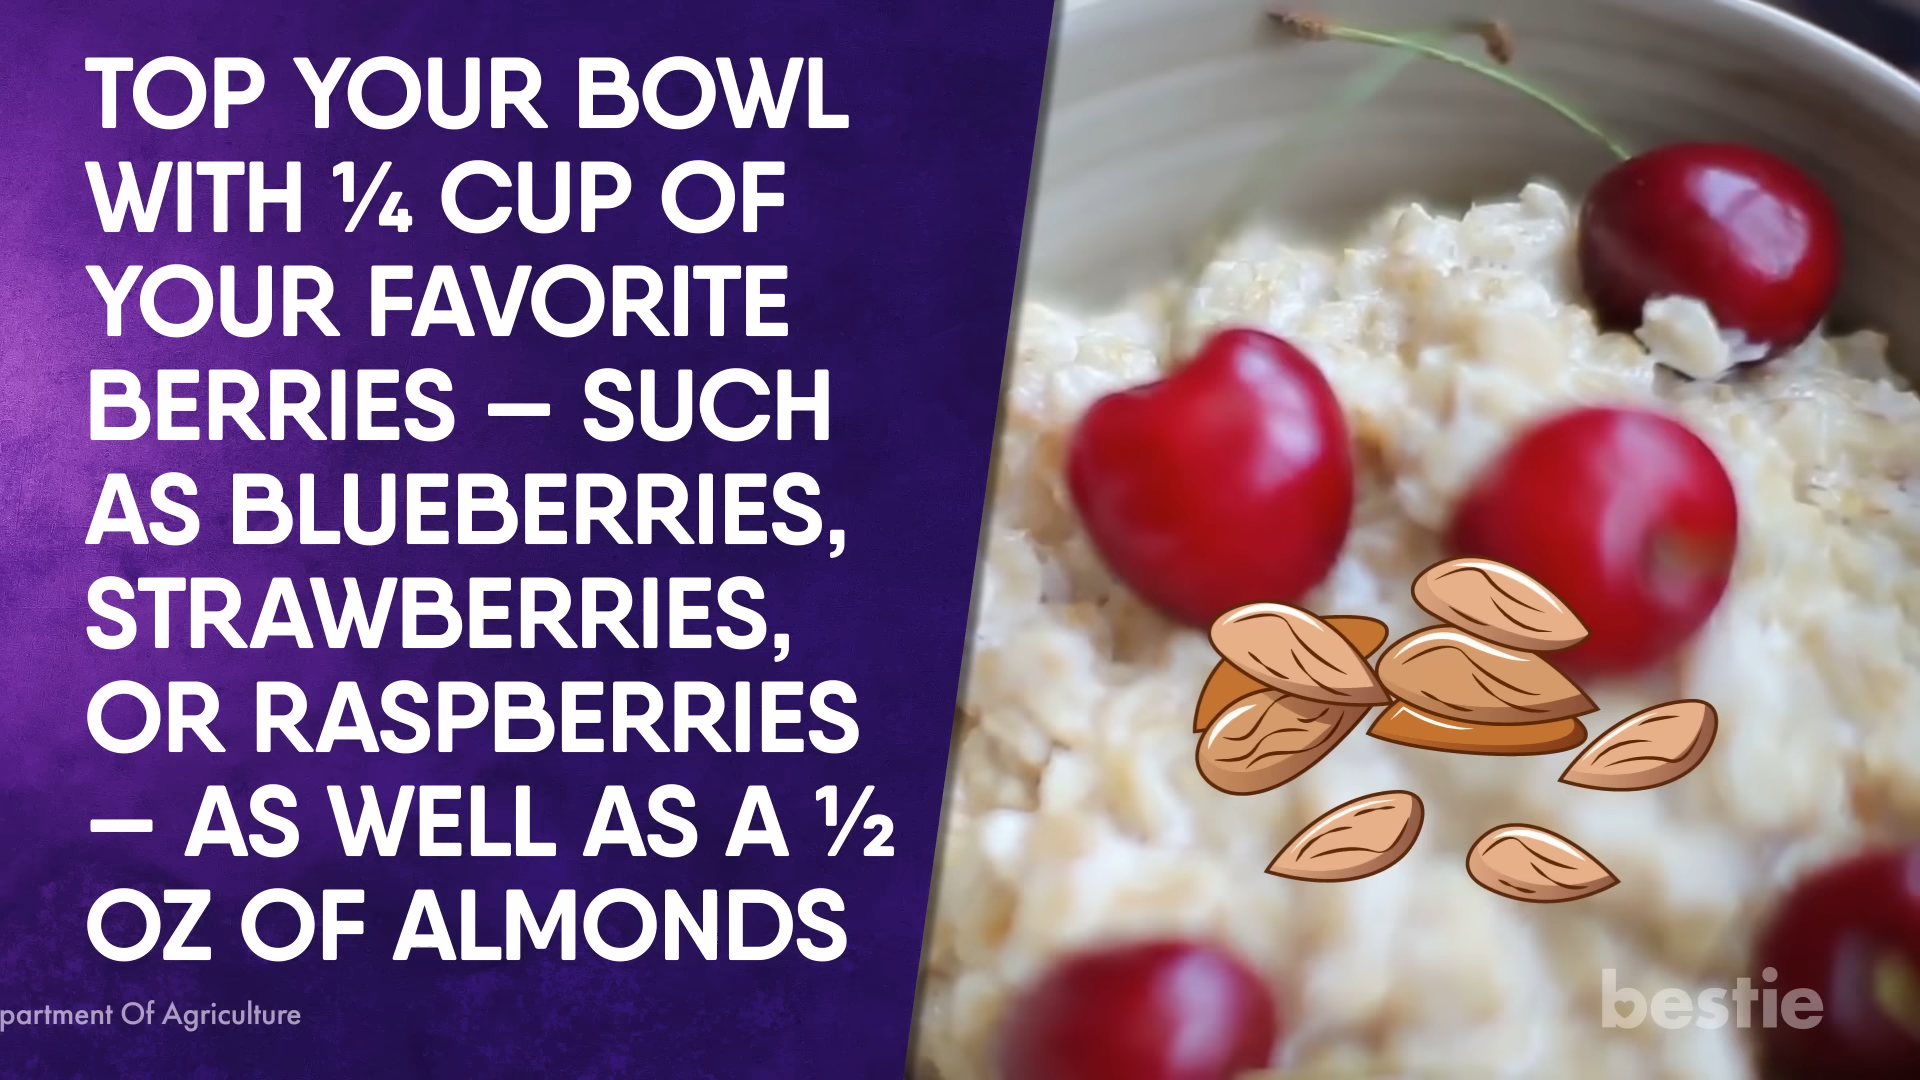 TOP YOUR BOWL
WITH ¼ CUP OF
YOUR FAVORITE
BERRIES – SUCH
AS BLUEBERRIES,
STRAWBERRIES,
OR RASPBERRIES
– AS WELL AS A ½
OZ OF ALMONDS
partment Of Agriculture
bestie